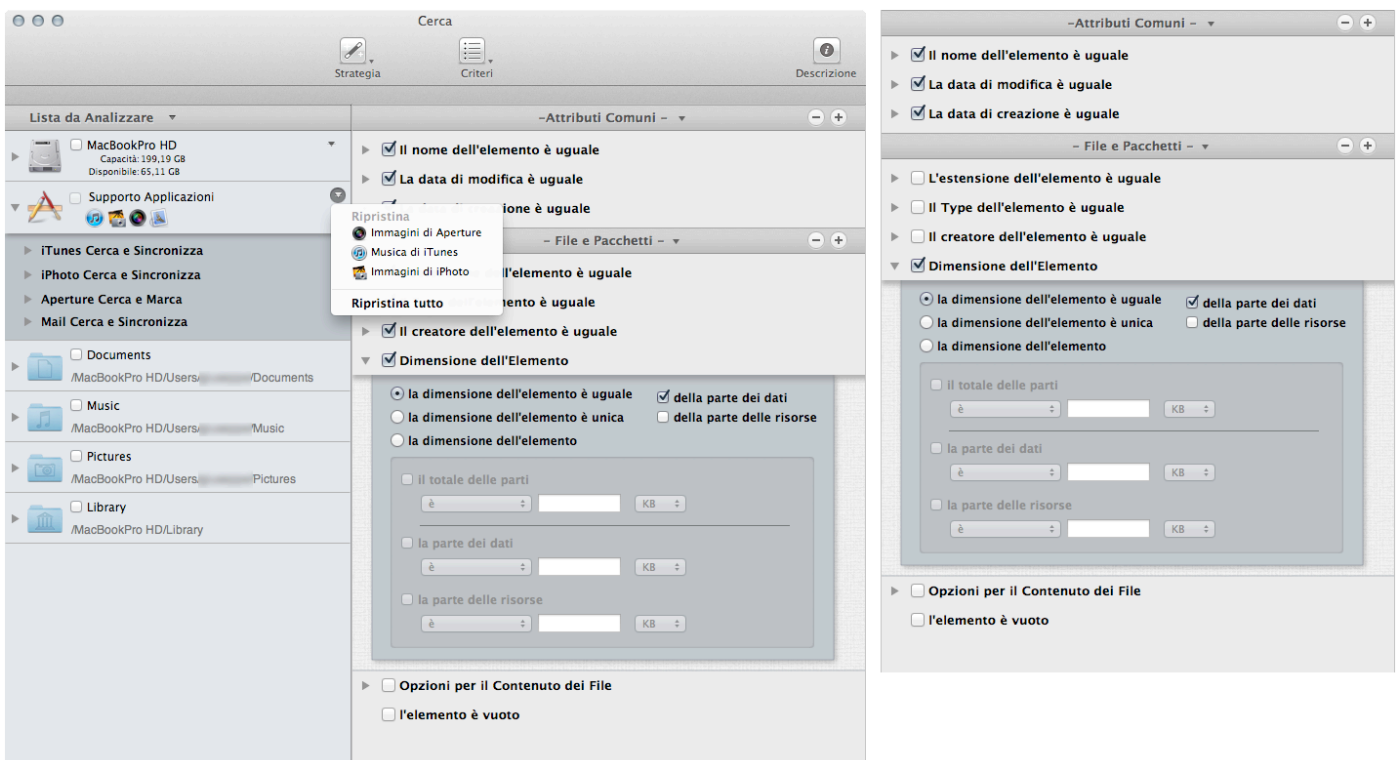 Cerca
Strategia
Criteri
Descrizione
Lista da Analizzare
MacBookPro HD
Capacità: 199,19 GB
Disponibile: 65,11 GB
Supporto Applicazioni
iTunes Cerca e Sincronizza
iPhoto Cerca e Sincronizza
Aperture Cerca e Marca
Mail Cerca e Sincronizza
Documents
/MacBookPro HD/Users/ /Documents
Music
/MacBookPro HD/Users/ /Music
Pictures
/MacBookPro HD/Users/ /Pictures
Library
/MacBookPro HD/Library
Ripristina
Immagini di Aperture
Musica di iTunes
Immagini di iPhoto
Ripristina tutto
–Attributi Comuni –
Il nome dell'elemento è uguale
La data di modifica è uguale
ione è uguale
– File e Pacchetti –
ll'elemento è uguale
mento è uguale
Il creatore dell'elemento è uguale
Dimensione dell'Elemento
la dimensione dell'elemento è uguale
della parte dei dati
la dimensione dell'elemento è unica
della parte delle risorse
la dimensione dell'elemento
il totale delle parti
è KB
la parte dei dati
è KB
la parte delle risorse
è KB
Opzioni per il Contenuto dei File
l'elemento è vuoto
–Attributi Comuni –
Il nome dell'elemento è uguale
La data di modifica è uguale
La data di creazione è uguale
– File e Pacchetti –
L'estensione dell'elemento è uguale
Il Type dell'elemento è uguale
Il creatore dell'elemento è uguale
Dimensione dell'Elemento
la dimensione dell'elemento è uguale
della parte dei dati
la dimensione dell'elemento è unica
della parte delle risorse
la dimensione dell'elemento
il totale delle parti
è KB
la parte dei dati
è KB
la parte delle risorse
è KB
Opzioni per il Contenuto dei File
l'elemento è vuoto